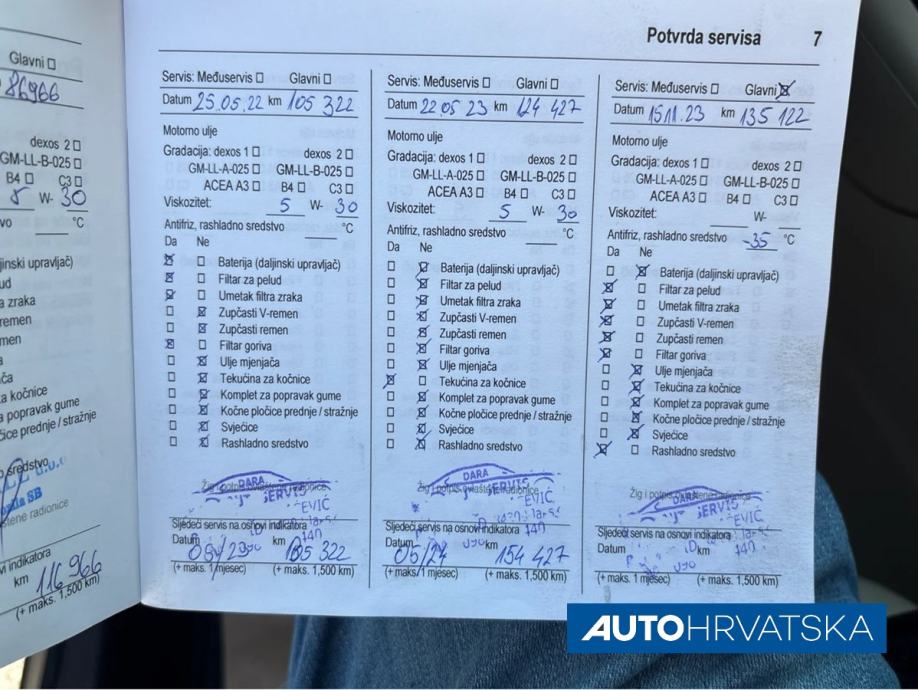 Glavni ☐
86966
dexos 2 ☐
GM-LL-B-025 ☐
B4 ☐ C3 ☐
5 W- 30
°C
(daljinski upravljač)
zraka
remen
kočnice
prednje / stražnje
sredstvo
indikatora
km 116 966
(+ maks. 1,500 km)
Potvrda servisa 7
Servis: Međuservis ☐ Glavni ☐
Datum 25.05.22 km 105 322
Motorno ulje
Gradacija: dexos 1 ☐ dexos 2 ☐
GM-LL-A-025 ☐ GM-LL-B-025 ☐
ACEA A3 ☐ B4 ☐ C3 ☐
Viskozitet: 5 W- 30
Antifriz, rashladno sredstvo °C
Da Ne
☒ ☐ Baterija (daljinski upravljač)
☒ ☐ Filtar za pelud
☒ ☐ Umetak filtra zraka
☐ ☒ Zupčasti V-remen
☐ ☒ Zupčasti remen
☒ ☐ Filtar goriva
☐ ☒ Ulje mjenjača
☐ ☒ Tekućina za kočnice
☐ ☒ Komplet za popravak gume
☐ ☒ Kočne pločice prednje / stražnje
☐ ☒ Svjećice
☐ ☒ Rashladno sredstvo
DARA
SERVIS
Sljedeći servis na osnovi indikatora
Datum km
(+ maks. 1 mjesec) (+ maks. 1,500 km)
Servis: Međuservis ☐ Glavni ☐
Datum 22.05 23 km 124 427
Motorno ulje
Gradacija: dexos 1 ☐ dexos 2 ☐
GM-LL-A-025 ☐ GM-LL-B-025 ☐
ACEA A3 ☐ B4 ☐ C3 ☐
Viskozitet: 5 W- 30
Antifriz, rashladno sredstvo °C
Da Ne
☐ ☒ Baterija (daljinski upravljač)
☐ ☒ Filtar za pelud
☐ ☒ Umetak filtra zraka
☐ ☒ Zupčasti V-remen
☐ ☒ Zupčasti remen
☐ ☒ Filtar goriva
☐ ☒ Ulje mjenjača
☒ ☐ Tekućina za kočnice
☐ ☒ Komplet za popravak gume
☐ ☒ Kočne pločice prednje / stražnje
☐ ☒ Svjećice
☐ ☒ Rashladno sredstvo
DARA
SERVIS
Sljedeći servis na osnovi indikatora
Datum 05/24 km 154 427
(+ maks. 1 mjesec) (+ maks. 1,500 km)
Servis: Međuservis ☐ Glavni ☒
Datum 15.11.23 km 135 122
Motorno ulje
Gradacija: dexos 1 ☐ dexos 2 ☐
GM-LL-A-025 ☐ GM-LL-B-025 ☐
ACEA A3 ☐ B4 ☐ C3 ☐
Viskozitet: W-
Antifriz, rashladno sredstvo -35 °C
Da Ne
☐ ☒ Baterija (daljinski upravljač)
☒ ☐ Filtar za pelud
☒ ☐ Umetak filtra zraka
☒ ☐ Zupčasti V-remen
☒ ☐ Zupčasti remen
☒ ☐ Filtar goriva
☐ ☒ Ulje mjenjača
☐ ☒ Tekućina za kočnice
☐ ☒ Komplet za popravak gume
☐ ☒ Kočne pločice prednje / stražnje
☐ ☒ Svjećice
☒ ☐ Rashladno sredstvo
DARA
SERVIS
Sljedeći servis na osnovi indikatora
Datum km
(+ maks. 1 mjesec) (+ maks. 1,500 km)
AUTOHRVATSKA